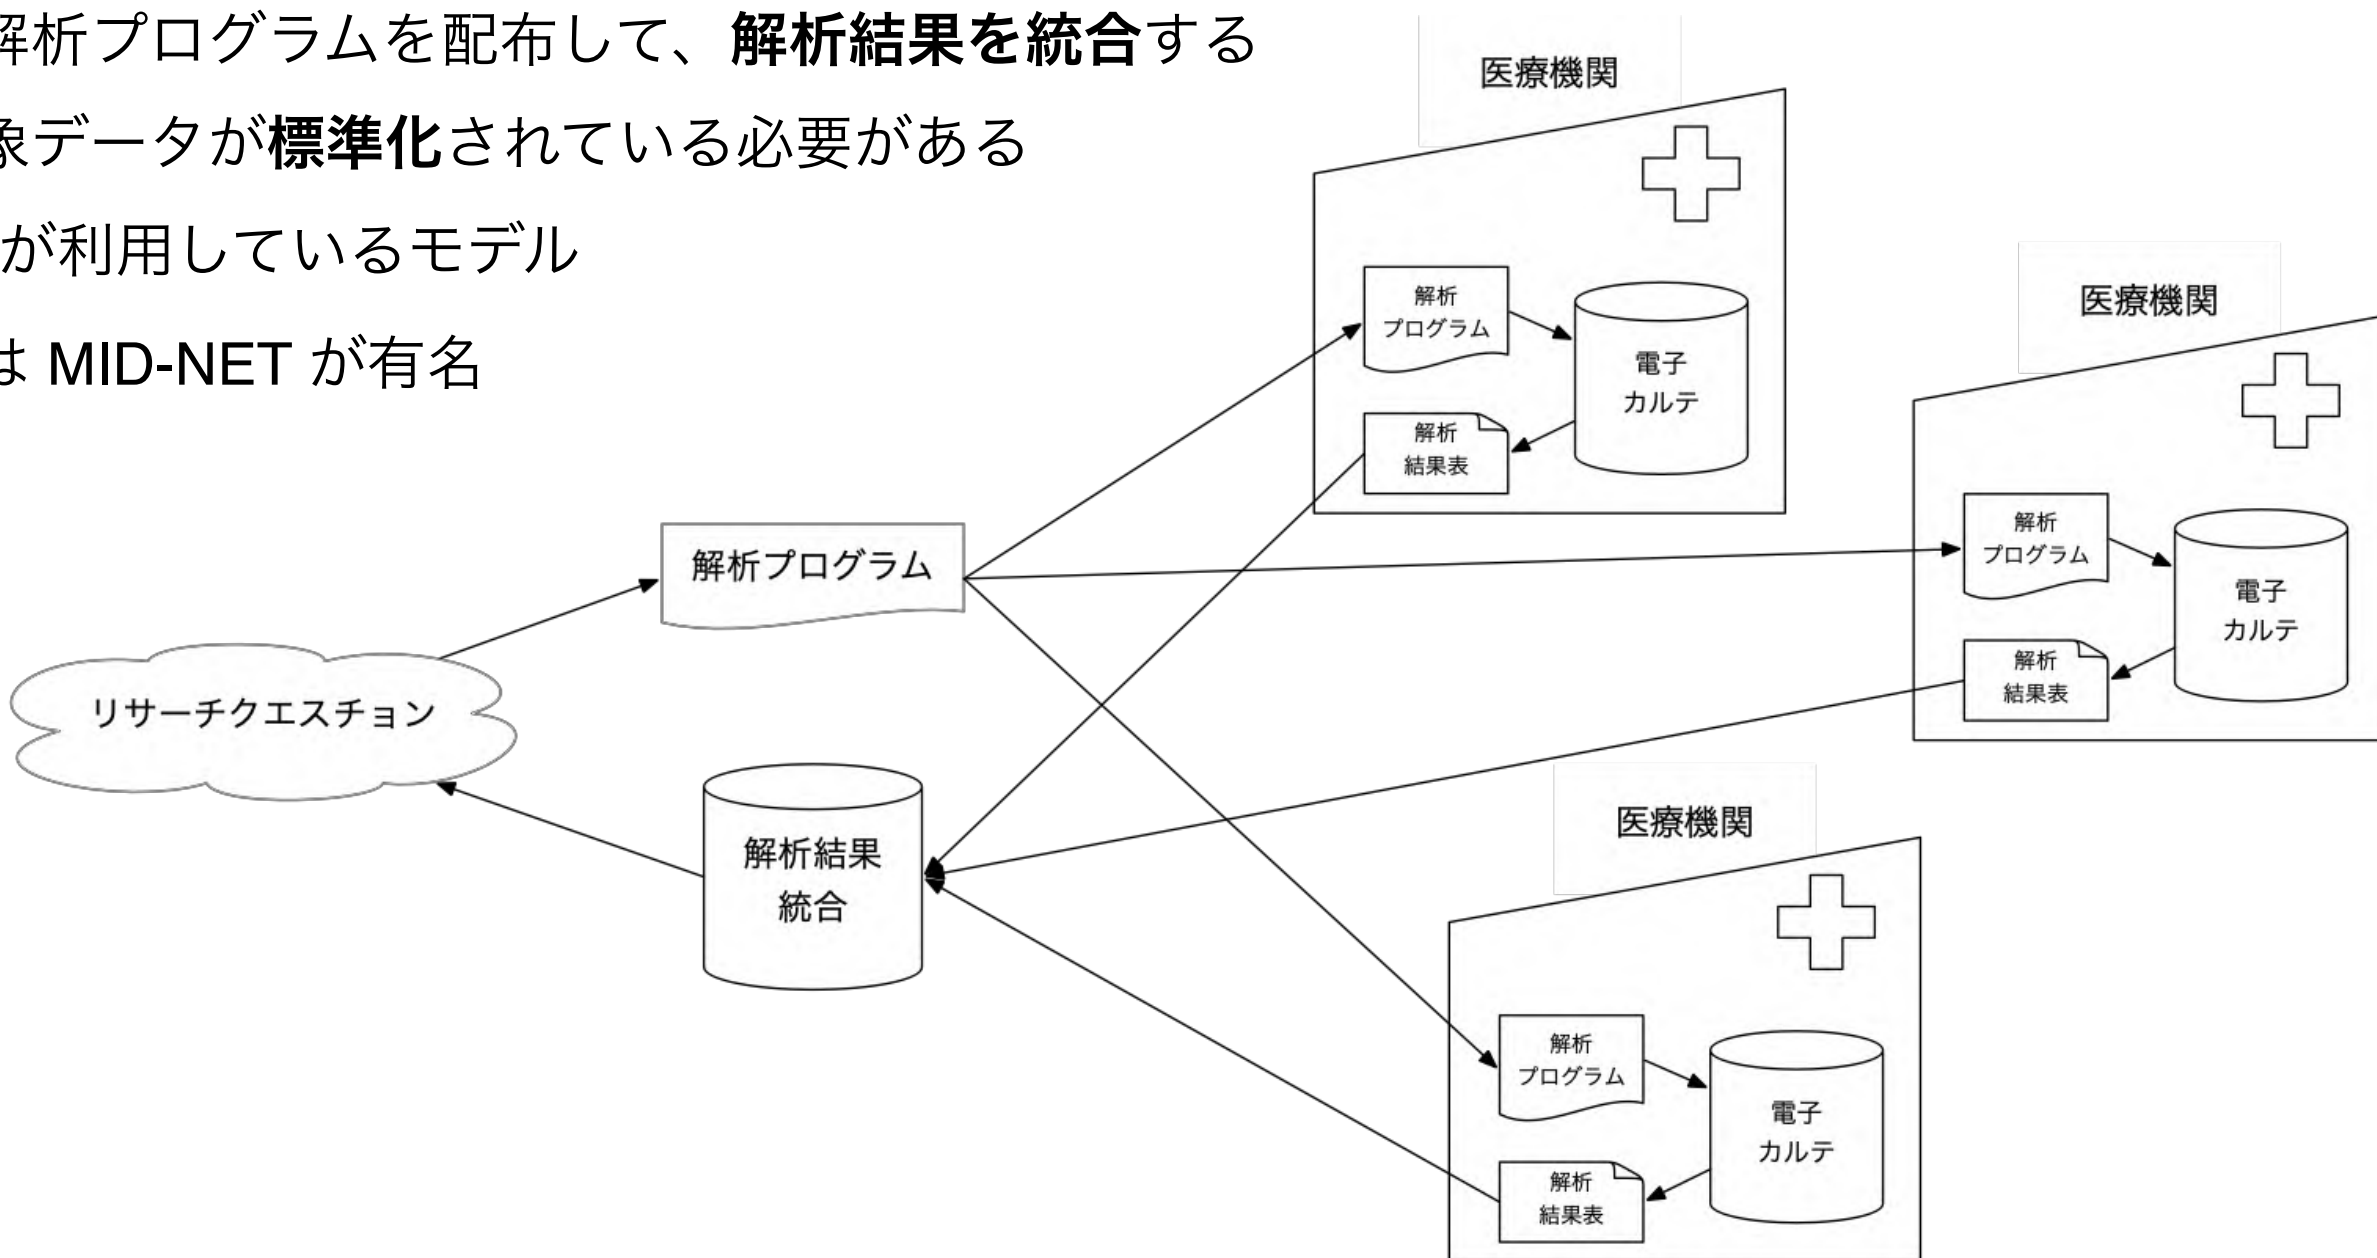 解析プログラムを配布して、解析結果を統合する
象データが標準化されている必要がある
が利用しているモデル
は MID-NET が有名
医療機関
解析
プログラム
電子
カルテ
解析
結果表
医療機関
解析
プログラム
電子
カルテ
解析
結果表
解析プログラム
リサーチクエスチョン
解析結果
統合
医療機関
解析
プログラム
電子
カルテ
解析
結果表